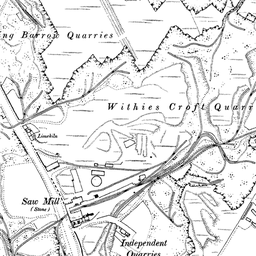 ng Barrow Quarries
Withies Croft Quarr
Limekiln
Saw Mill
(Stone)
Independent
Quarries